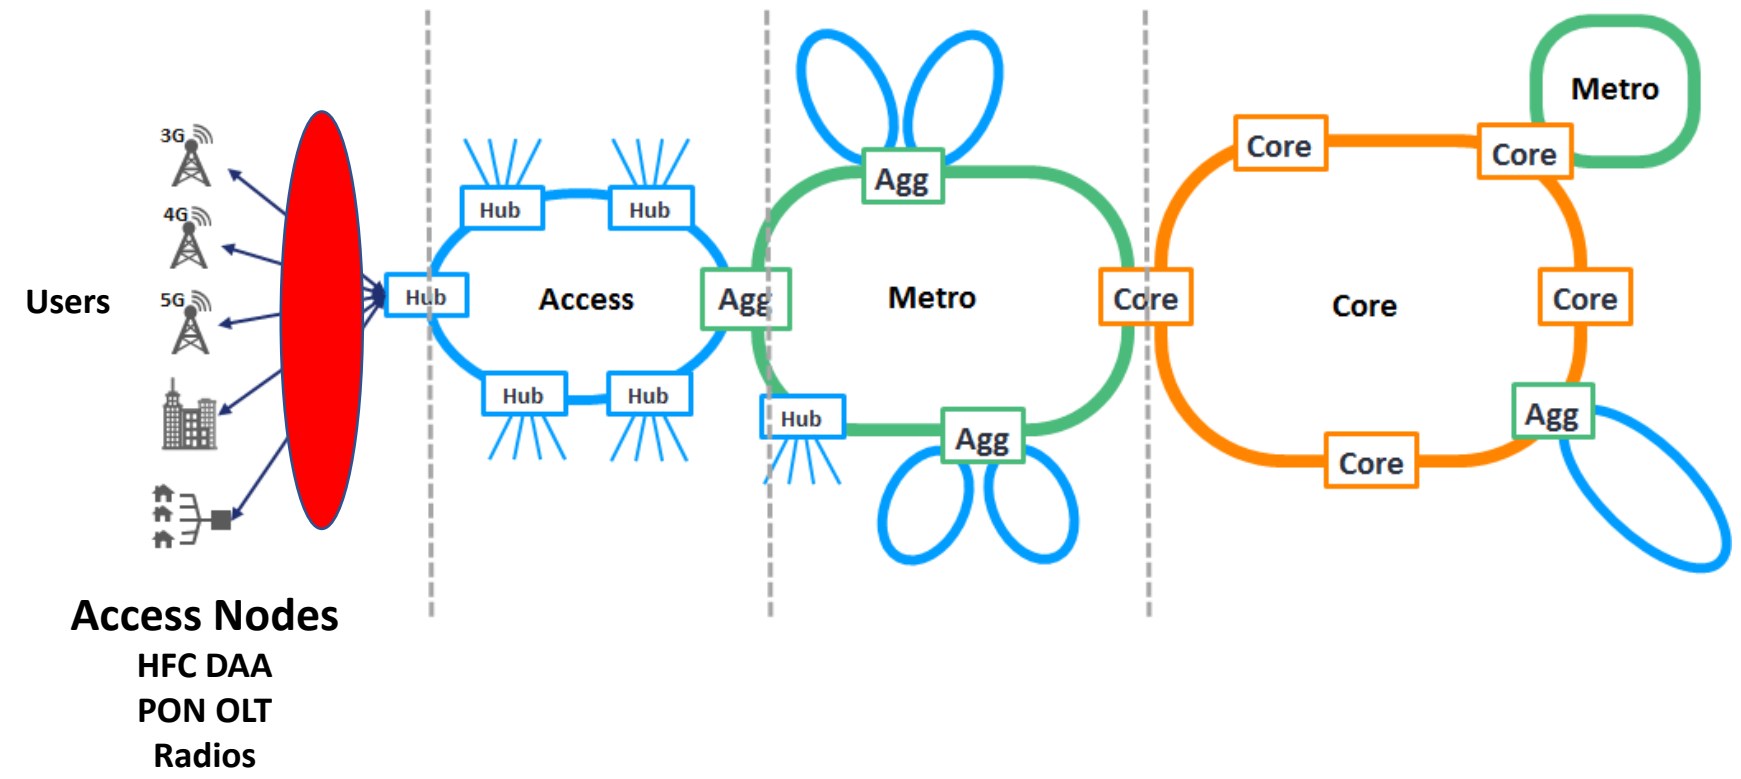 3G
4G
5G
Users
Hub
Hub
Hub
Access
Hub
Hub
Agg
Agg
Metro
Hub
Agg
Core
Core
Core
Metro
Core
Core
Agg
Core
Access Nodes
HFC DAA
PON OLT
Radios